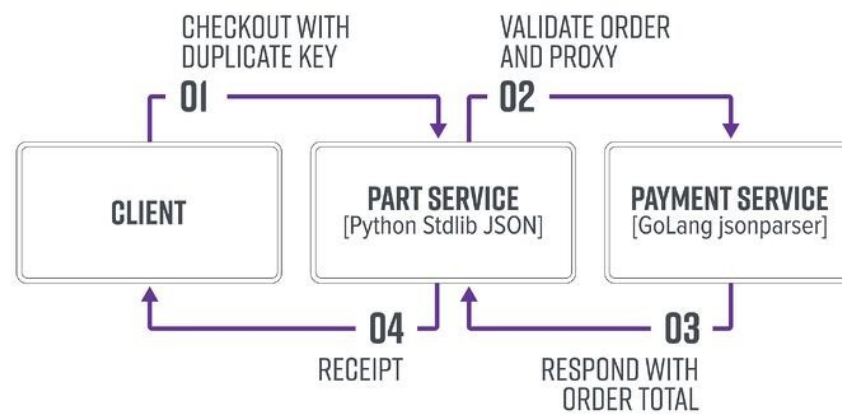 CHECKOUT WITH
DUPLICATE KEY
01
VALIDATE ORDER
AND PROXY
02
CLIENT
PART SERVICE
[Python Stdlib JSON]
PAYMENT SERVICE
[GoLang jsonparser]
04
RECEIPT
03
RESPOND WITH
ORDER TOTAL